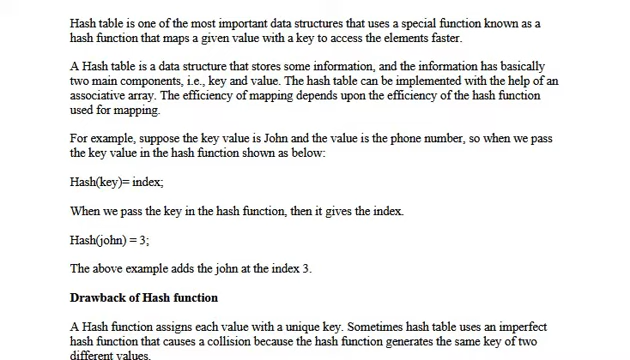 Hash table is one of the most important data structures that uses a special function known as a
hash function that maps a given value with a key to access the elements faster.
A Hash table is a data structure that stores some information, and the information has basically
two main components, i.e., key and value. The hash table can be implemented with the help of an
associative array. The efficiency of mapping depends upon the efficiency of the hash function
used for mapping.
For example, suppose the key value is John and the value is the phone number, so when we pass
the key value in the hash function shown as below:
Hash(key)= index;
When we pass the key in the hash function, then it gives the index.
Hash(john) = 3;
The above example adds the john at the index 3.
Drawback of Hash function
A Hash function assigns each value with a unique key. Sometimes hash table uses an imperfect
hash function that causes a collision because the hash function generates the same key of two
different values.